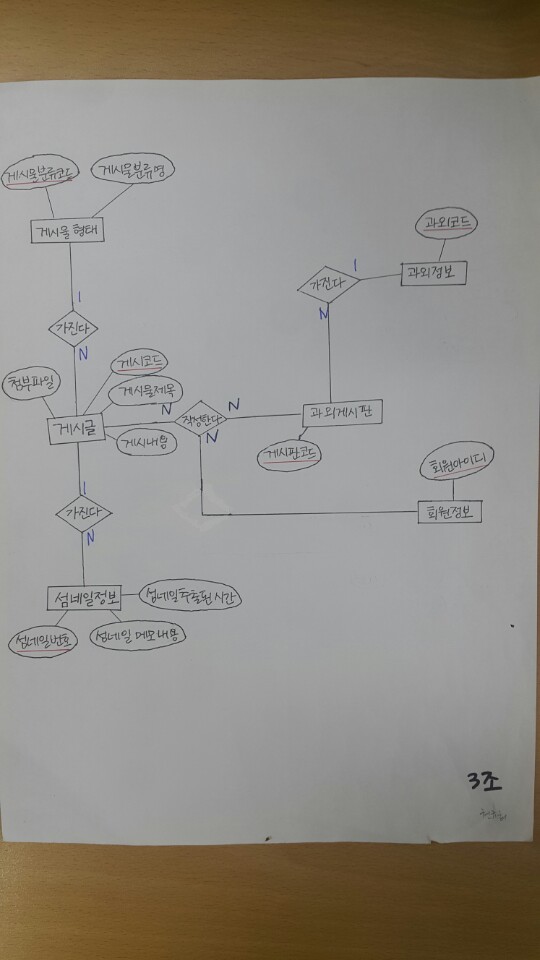 게시물분류코드
게시물분류명
게시물 형태
과외코드
과외정보
가진다
1
N
1
가진다
N
첨부파일
게시코드
게시물제목
게시글
게시내용
N
작성한다
N
N
과외게시판
게시판코드
회원아이디
회원정보
1
가진다
N
섬네일정보
섬네일추출된시간
섬네일번호
섬네일 메모내용
3조